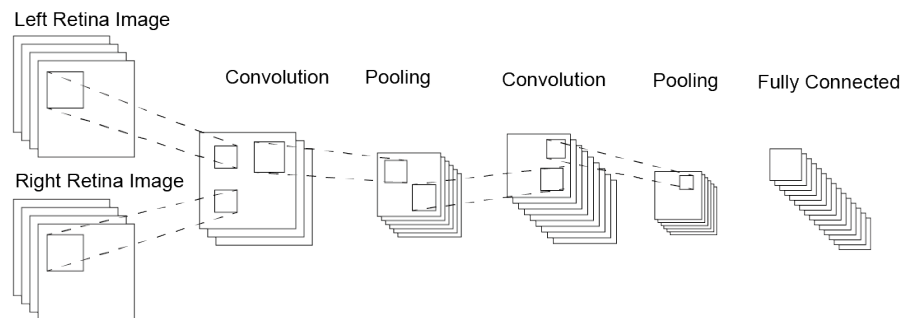 Left Retina Image
Convolution
Pooling
Convolution
Pooling
Fully Connected
Right Retina Image